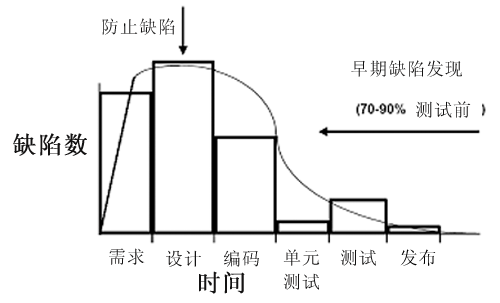 防止缺陷
早期缺陷发现
(70-90% 测试前 )
缺陷数
需求 设计 编码 单元测试 测试 发布
时间